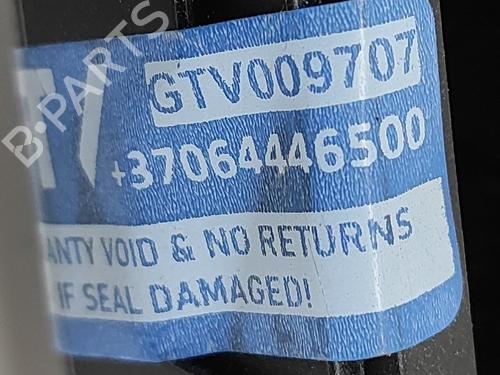 B-PARTS
GTV009707
+37064446500
ANTY VOID & NO RETURNS
IF SEAL DAMAGED!